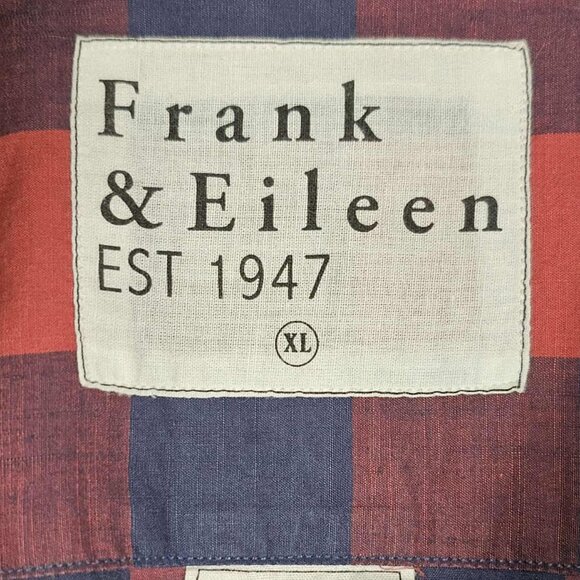 Frank
& Eileen
EST 1947
XL